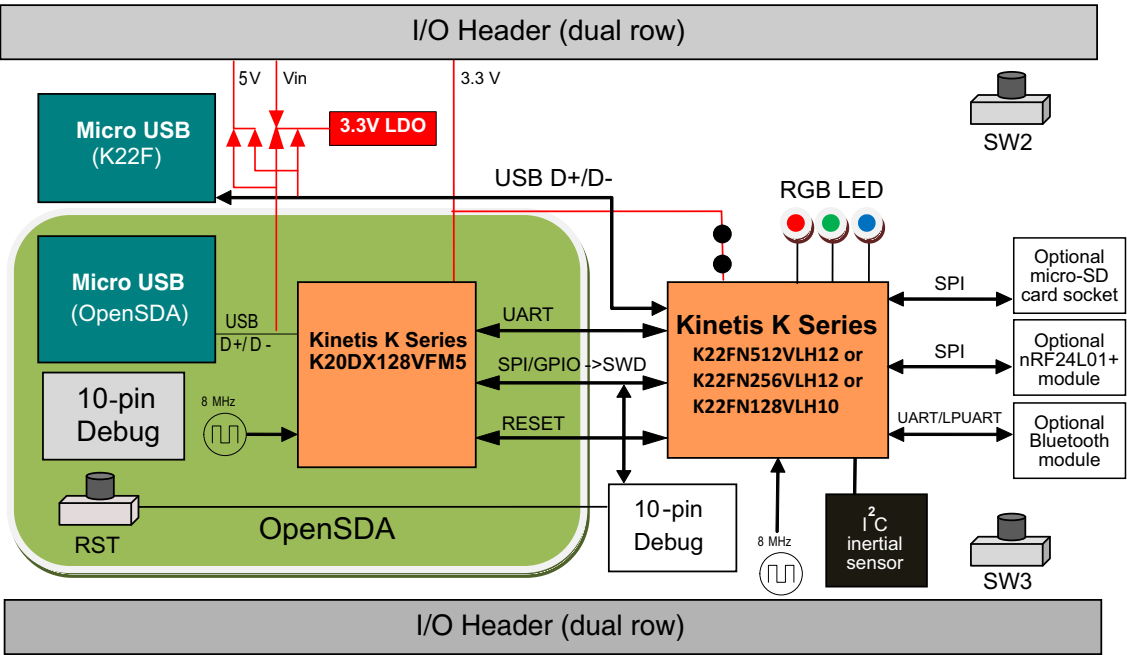 I/O Header (dual row)
5V
Vin
3.3 V
Micro USB
(K22F)
3.3V LDO
SW2
USB D+/D-
RGB LED
Micro USB
(OpenSDA)
USB
D+/D -
Kinetis K Series
K20DX128VFM5
UART
SPI/GPIO ->SWD
RESET
Kinetis K Series
K22FN512VLH12 or
K22FN256VLH12 or
K22FN128VLH10
SPI
Optional
micro-SD
card socket
SPI
Optional
nRF24L01+
module
UART/LPUART
Optional
Bluetooth
module
10-pin
Debug
8 MHz
RST
OpenSDA
10-pin
Debug
8 MHz
I²C
inertial
sensor
SW3
I/O Header (dual row)